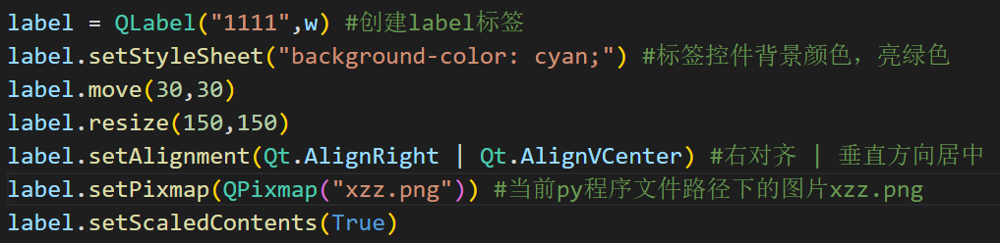 label = QLabel("1111",w) #创建label标签
label.setStyleSheet("background-color: cyan;") #标签控件背景颜色，亮绿色
label.move(30,30)
label.resize(150,150)
label.setAlignment(Qt.AlignRight | Qt.AlignVCenter) #右对齐 | 垂直方向居中
label.setPixmap(QPixmap("xzz.png")) #当前py程序文件路径下的图片xzz.png
label.setScaledContents(True)